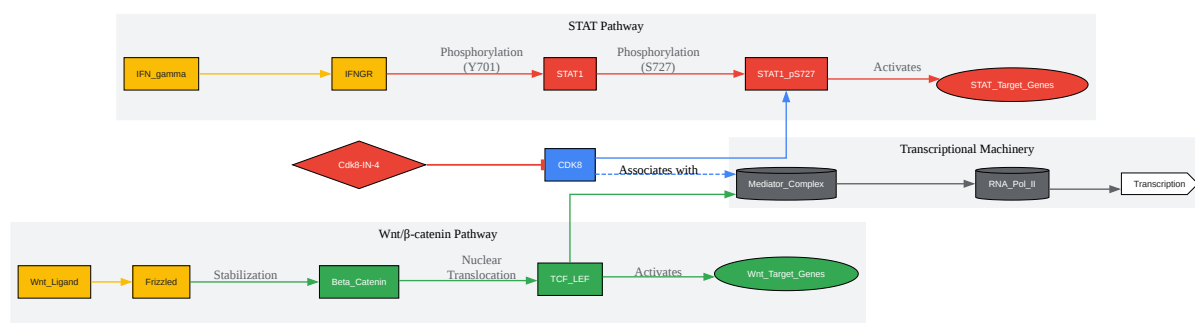 STAT Pathway
IFN_gamma
IFNGR
Phosphorylation
(Y701)
STAT1
Phosphorylation
(S727)
STAT1_pS727
Activates
STAT_Target_Genes
Cdk8-IN-4
CDK8
Associates with
Transcriptional Machinery
Mediator_Complex
RNA_Pol_II
Transcription
Wnt/β-catenin Pathway
Wnt_Ligand
Frizzled
Stabilization
Beta_Catenin
Nuclear
Translocation
TCF_LEF
Activates
Wnt_Target_Genes